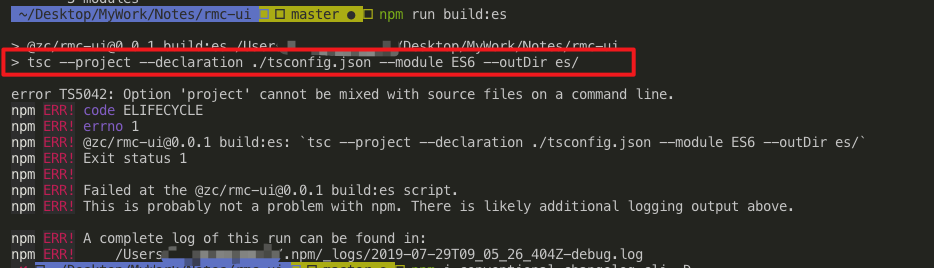 ~/Desktop/MyWork/Notes/rmc-ui master ● npm run build:es
> @zc/rmc-ui@0.0.1 build:es /Users /Desktop/MyWork/Notes/rmc-ui
> tsc --project --declaration ./tsconfig.json --module ES6 --outDir es/
error TS5042: Option 'project' cannot be mixed with source files on a command line.
npm ERR! code ELIFECYCLE
npm ERR! errno 1
npm ERR! @zc/rmc-ui@0.0.1 build:es: `tsc --project --declaration ./tsconfig.json --module ES6 --outDir es/`
npm ERR! Exit status 1
npm ERR!
npm ERR! Failed at the @zc/rmc-ui@0.0.1 build:es script.
npm ERR! This is probably not a problem with npm. There is likely additional logging output above.
npm ERR! A complete log of this run can be found in:
npm ERR! /Users .npm/_logs/2019-07-29T09_05_26_404Z-debug.log